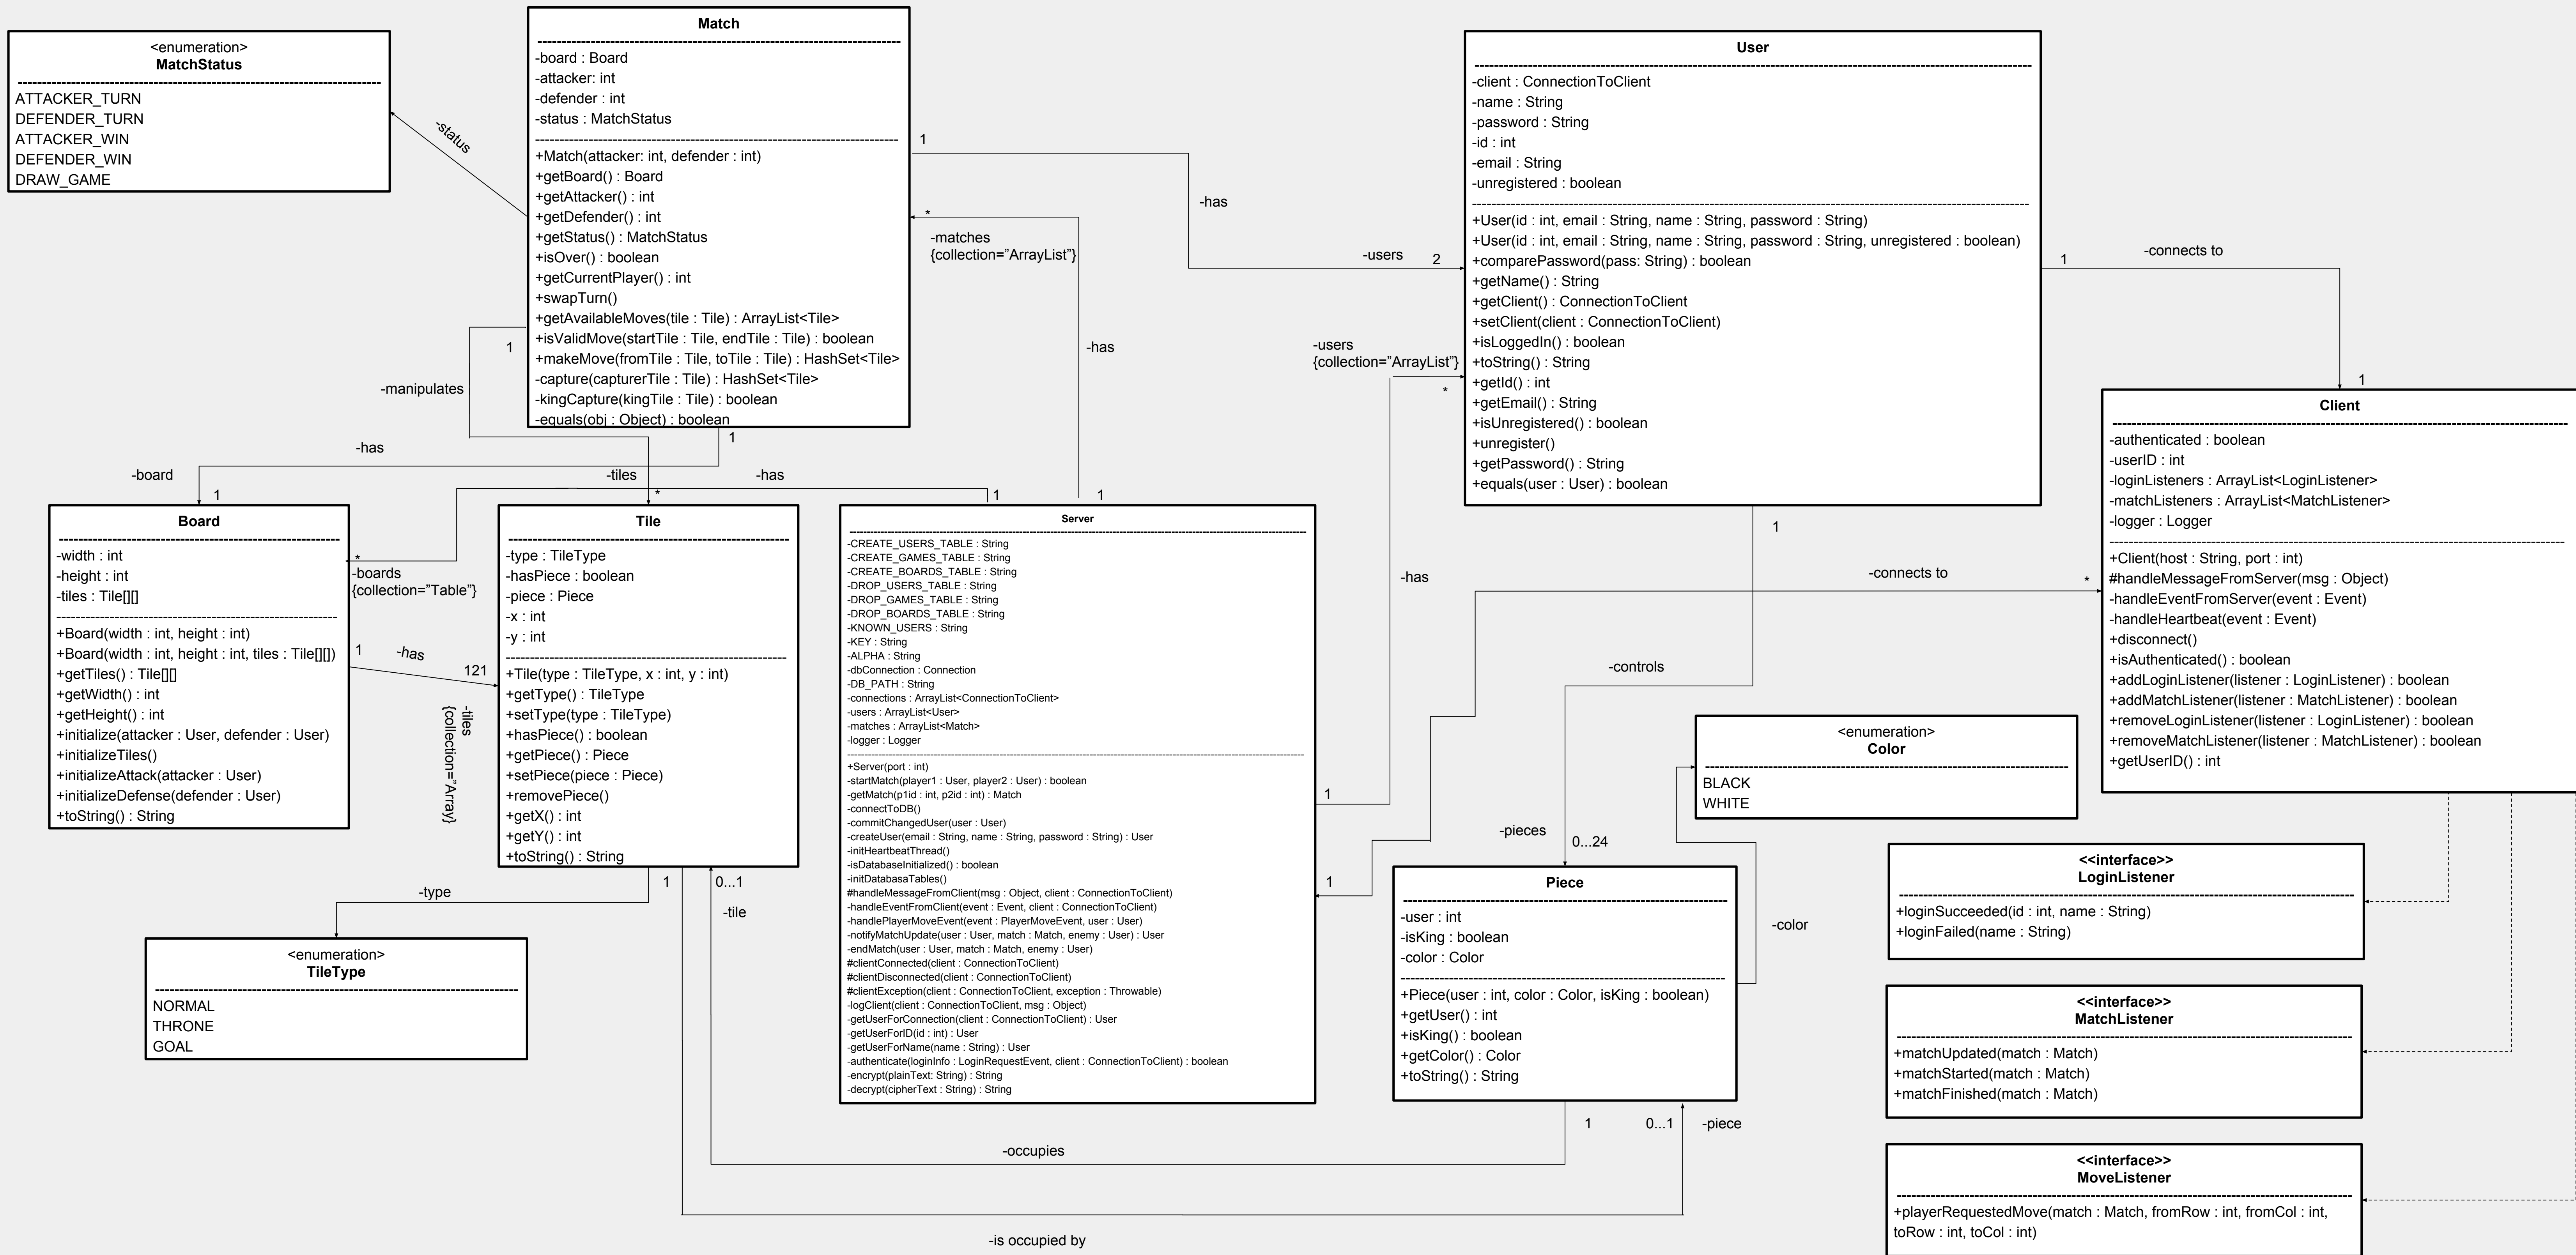 <enumeration>
MatchStatus
ATTACKER_TURN
DEFENDER_TURN
ATTACKER_WIN
DEFENDER_WIN
DRAW_GAME
-status
Match
-board : Board
-attacker: int
-defender : int
-status : MatchStatus
+Match(attacker: int, defender : int)
+getBoard() : Board
+getAttacker() : int
+getDefender() : int
+getStatus() : MatchStatus
+isOver() : boolean
+getCurrentPlayer() : int
+swapTurn()
+getAvailableMoves(tile : Tile) : ArrayList<Tile>
+isValidMove(startTile : Tile, endTile : Tile) : boolean
+makeMove(fromTile : Tile, toTile : Tile) : HashSet<Tile>
-capture(capturerTile : Tile) : HashSet<Tile>
-kingCapture(kingTile : Tile) : boolean
-equals(obj : Object) : boolean
1
-has
-users
2
*
-matches
{collection="ArrayList"}
-has
1
1
-manipulates
-tiles
*
1
-has
-board
1
-has
1
*
-boards
{collection="Table"}
User
-client : ConnectionToClient
-name : String
-password : String
-id : int
-email : String
-unregistered : boolean
+User(id : int, email : String, name : String, password : String)
+User(id : int, email : String, name : String, password : String, unregistered : boolean)
+comparePassword(pass: String) : boolean
+getName() : String
+getClient() : ConnectionToClient
+setClient(client : ConnectionToClient)
+isLoggedIn() : boolean
+toString() : String
+getId() : int
+getEmail() : String
+isUnregistered() : boolean
+unregister()
+getPassword() : String
+equals(user : User) : boolean
1
-connects to
1
-users
{collection="ArrayList"}
*
-has
1
Client
-authenticated : boolean
-userID : int
-loginListeners : ArrayList<LoginListener>
-matchListeners : ArrayList<MatchListener>
-logger : Logger
+Client(host : String, port : int)
#handleMessageFromServer(msg : Object)
-handleEventFromServer(event : Event)
-handleHeartbeat(event : Event)
+disconnect()
+isAuthenticated() : boolean
+addLoginListener(listener : LoginListener) : boolean
+addMatchListener(listener : MatchListener) : boolean
+removeLoginListener(listener : LoginListener) : boolean
+removeMatchListener(listener : MatchListener) : boolean
+getUserID() : int
Board
-width : int
-height : int
-tiles : Tile[][]
+Board(width : int, height : int)
+Board(width : int, height : int, tiles : Tile[][])
+getTiles() : Tile[][]
+getWidth() : int
+getHeight() : int
+initialize(attacker : User, defender : User)
+initializeTiles()
+initializeAttack(attacker : User)
+initializeDefense(defender : User)
+toString() : String
1
-has
121
-tiles
{collection="Array}
Tile
-type : TileType
-hasPiece : boolean
-piece : Piece
-x : int
-y : int
+Tile(type : TileType, x : int, y : int)
+getType() : TileType
+setType(type : TileType)
+hasPiece() : boolean
+getPiece() : Piece
+setPiece(piece : Piece)
+removePiece()
+getX() : int
+getY() : int
+toString() : String
Server
-CREATE_USERS_TABLE : String
-CREATE_GAMES_TABLE : String
-CREATE_BOARDS_TABLE : String
-DROP_USERS_TABLE : String
-DROP_GAMES_TABLE : String
-DROP_BOARDS_TABLE : String
-KNOWN_USERS : String
-KEY : String
-ALPHA : String
-dbConnection : Connection
-DB_PATH : String
-connections : ArrayList<ConnectionToClient>
-users : ArrayList<User>
-matches : ArrayList<Match>
-logger : Logger
+Server(port : int)
-startMatch(player1 : User, player2 : User) : boolean
-getMatch(p1id : int, p2id : int) : Match
-connectToDB()
-commitChangedUser(user : User)
-createUser(email : String, name : String, password : String) : User
-initHeartbeatThread()
-isDatabaseInitialized() : boolean
-initDatabasaTables()
#handleMessageFromClient(msg : Object, client : ConnectionToClient)
-handleEventFromClient(event : Event, client : ConnectionToClient)
-handlePlayerMoveEvent(event : PlayerMoveEvent, user : User)
-notifyMatchUpdate(user : User, match : Match, enemy : User) : User
-endMatch(user : User, match : Match, enemy : User)
#clientConnected(client : ConnectionToClient)
#clientDisconnected(client : ConnectionToClient)
#clientException(client : ConnectionToClient, exception : Throwable)
-logClient(client : ConnectionToClient, msg : Object)
-getUserForConnection(client : ConnectionToClient) : User
-getUserForID(id : int) : User
-getUserForName(name : String) : User
-authenticate(loginInfo : LoginRequestEvent, client : ConnectionToClient) : boolean
-encrypt(plainText: String) : String
-decrypt(cipherText : String) : String
1
-connects to
*
1
-controls
-pieces
0...24
<enumeration>
Color
BLACK
WHITE
-color
Piece
-user : int
-isKing : boolean
-color : Color
+Piece(user : int, color : Color, isKing : boolean)
+getUser() : int
+isKing() : boolean
+getColor() : Color
+toString() : String
<<interface>>
LoginListener
+loginSucceeded(id : int, name : String)
+loginFailed(name : String)
<<interface>>
MatchListener
+matchUpdated(match : Match)
+matchStarted(match : Match)
+matchFinished(match : Match)
<<interface>>
MoveListener
+playerRequestedMove(match : Match, fromRow : int, fromCol : int,
toRow : int, toCol : int)
-type
1
0...1
-tile
<enumeration>
TileType
NORMAL
THRONE
GOAL
-occupies
1
0...1
-piece
-is occupied by